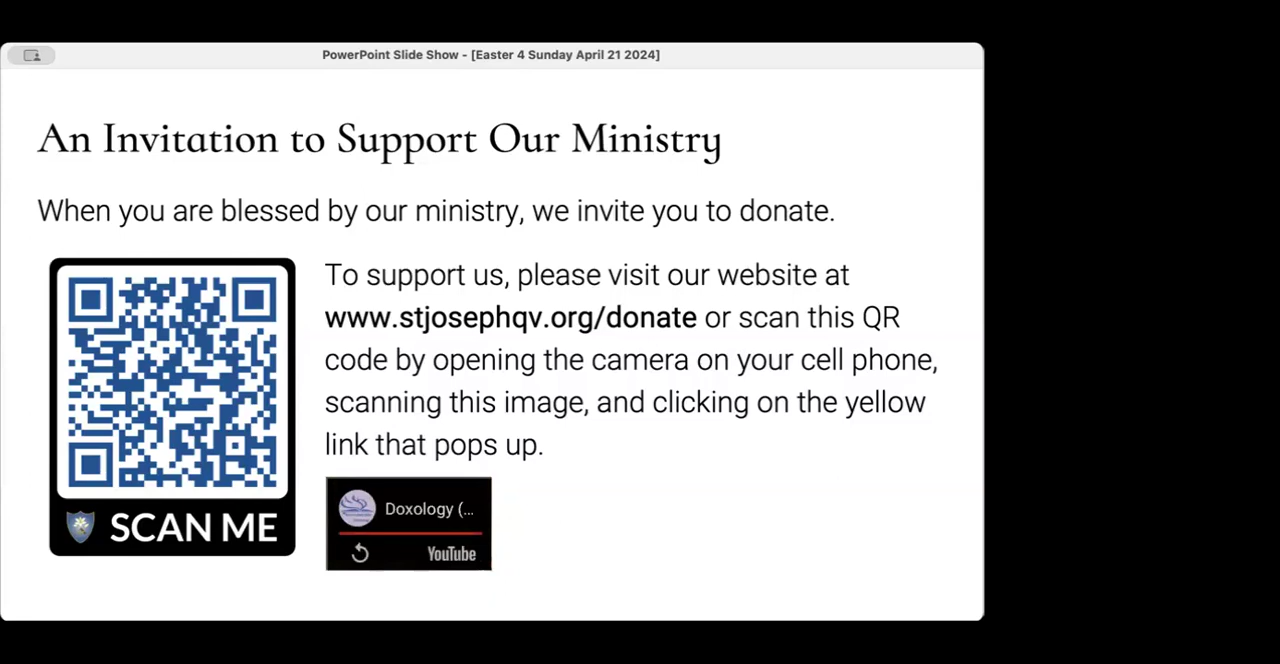 PowerPoint Slide Show - [Easter 4 Sunday April 21 2024]
An Invitation to Support Our Ministry
When you are blessed by our ministry, we invite you to donate.
To support us, please visit our website at
www.stjosephqv.org/donate or scan this QR
code by opening the camera on your cell phone,
scanning this image, and clicking on the yellow
link that pops up.
SCAN ME
Doxology (...
YouTube